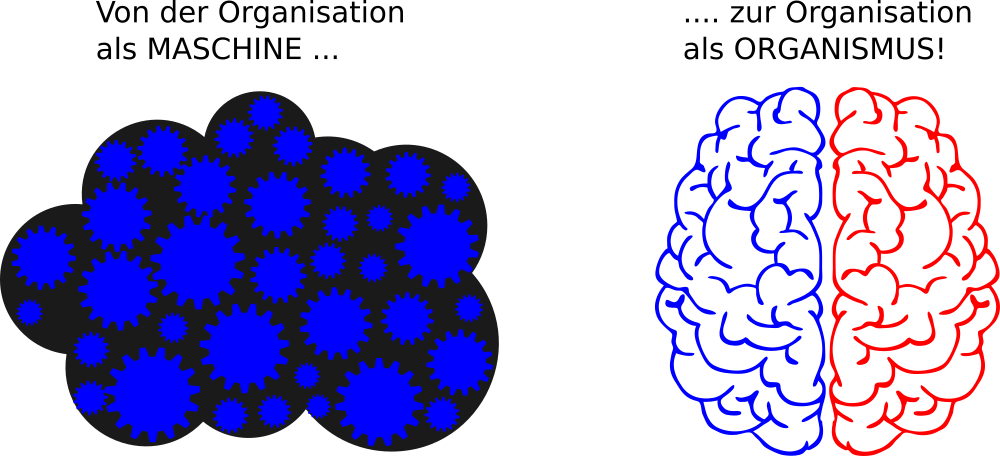 Von der Organisation
als MASCHINE ...
.... zur Organisation
als ORGANISMUS!